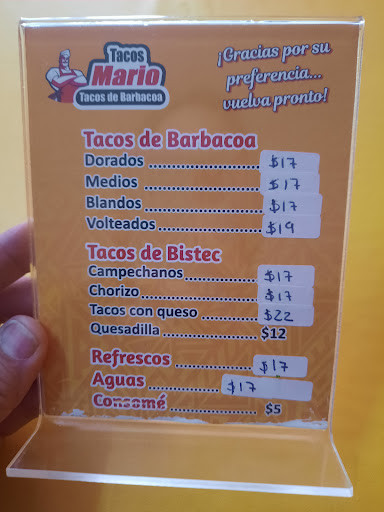 Tacos
Mario
Tacos de Barbacoa
¡Gracias por su
preferencia...
vuelva pronto!
Tacos de Barbacoa
Dorados ........................ $17
Medios ........................ $17
Blandos ........................ $17
Volteados ........................ $19
Tacos de Bistec
Campechanos ................ $17
Chorizo ........................ $17
Tacos con queso ............ $22
Quesadilla .................... $12
Refrescos .................... $17
Aguas .................... $17
Consomé .................... $5